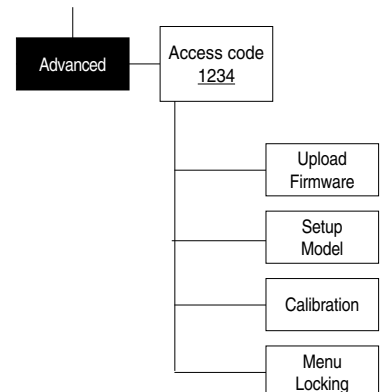 Advanced
Access code
1234
Upload
Firmware
Setup
Model
Calibration
Menu
Locking